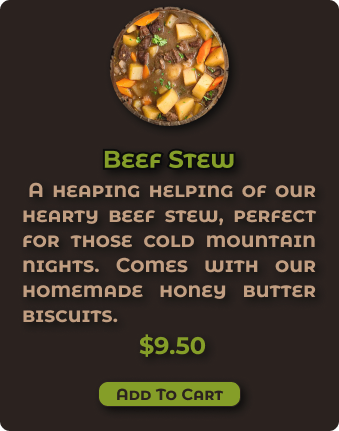 Beef Stew
A heaping helping of our
hearty beef stew, perfect
for those cold mountain
nights. Comes with our
homemade honey butter
biscuits.
$9.50
Add To Cart